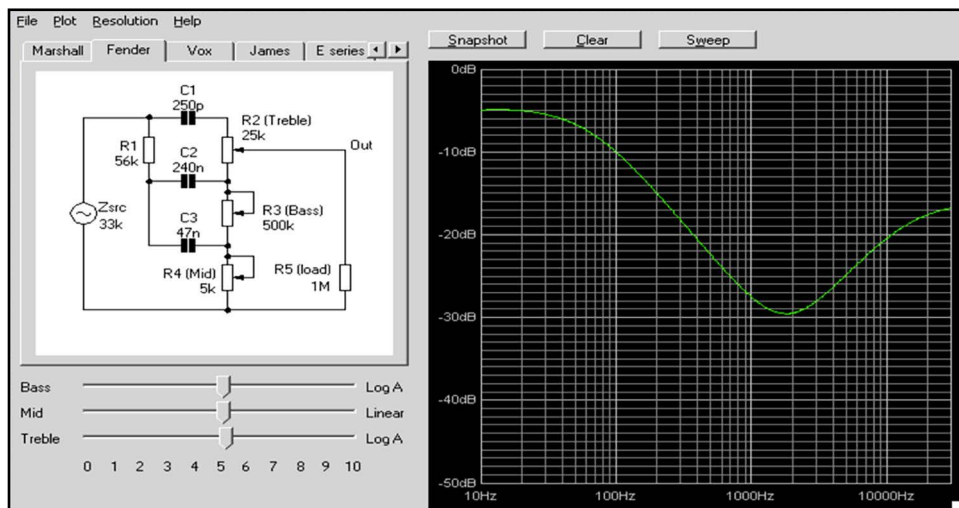 File Plot Resolution Help
Marshall Fender Vox James E series
Snapshot Clear Sweep
C1
250p
R2 (Treble)
25k
Out
R1
56k
C2
240n
Zsrc
33k
R3 (Bass)
500k
C3
47n
R4 (Mid)
5k
R5 (load)
1M
Bass Log A
Mid Linear
Treble Log A
0 1 2 3 4 5 6 7 8 9 10
0dB
-10dB
-20dB
-30dB
-40dB
-50dB
10Hz 100Hz 1000Hz 10000Hz